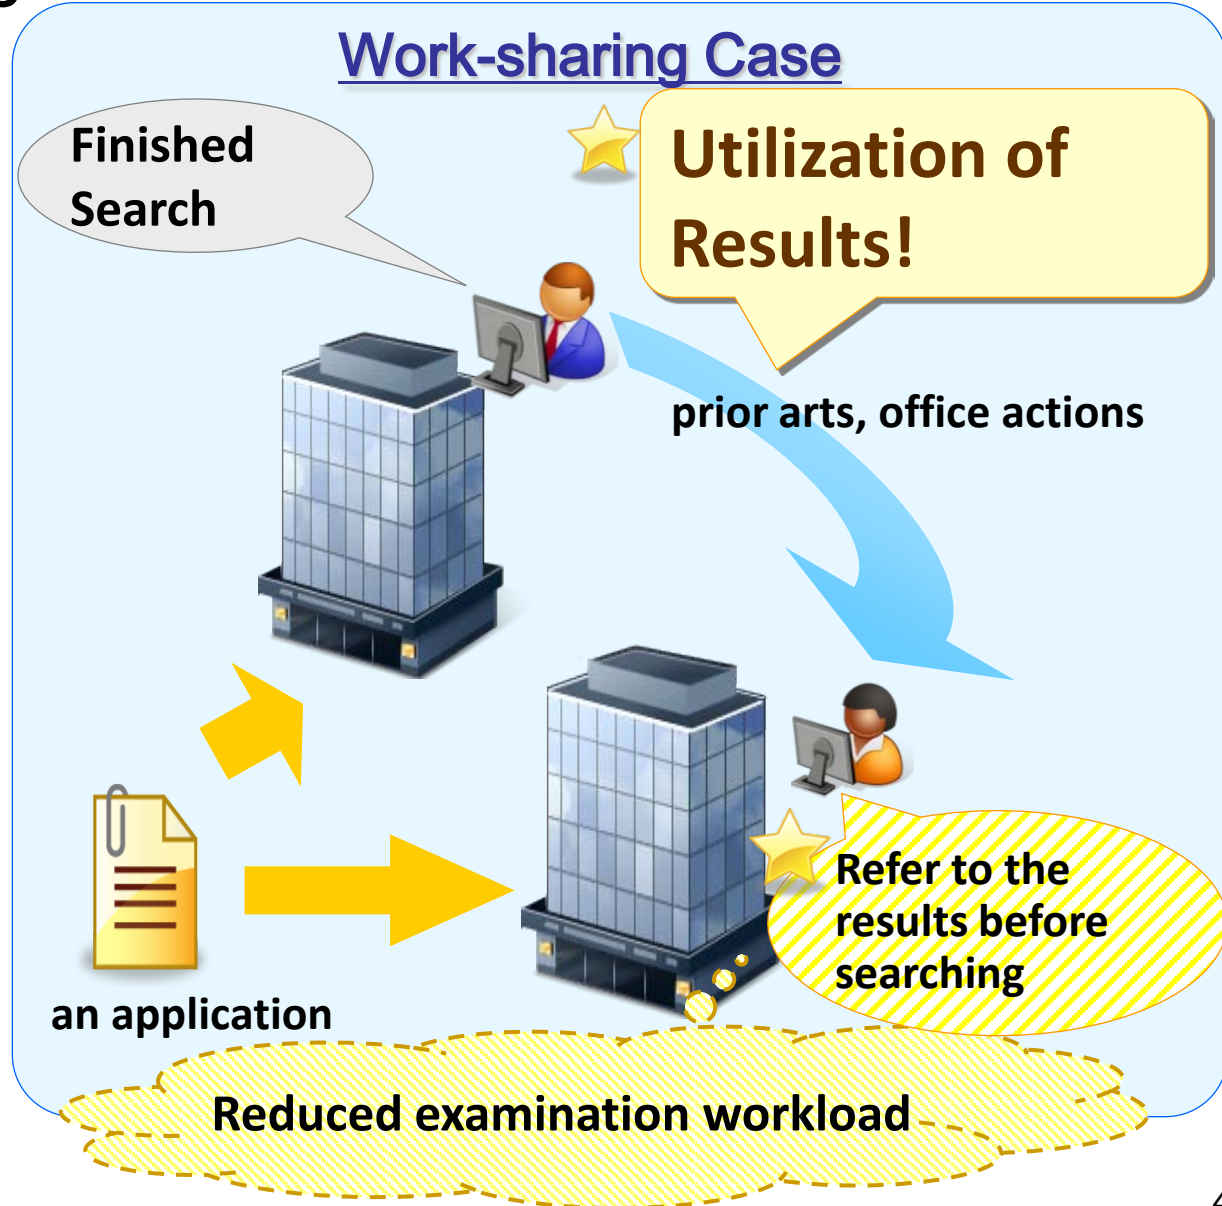 Work-sharing Case
Finished
Search
Utilization of
Results!
prior arts, office actions
Refer to the
results before
searching
an application
Reduced examination workload